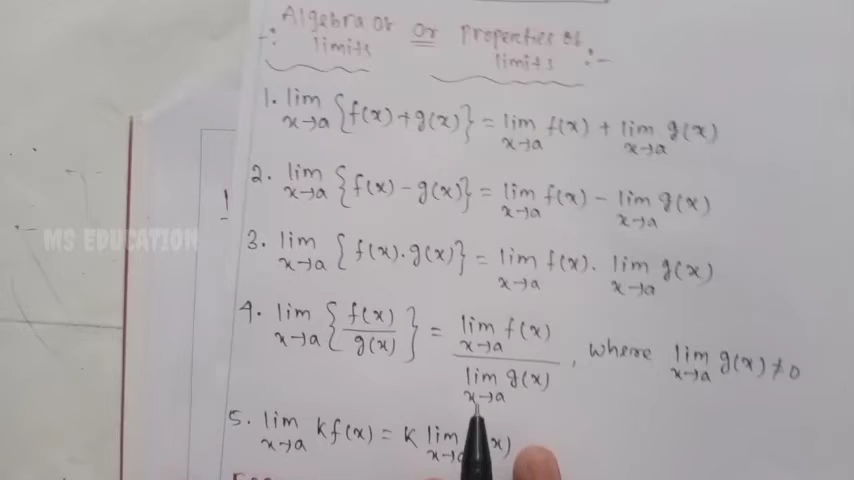 Algebra of or properties of
limits limits
1. lim x→a {f(x)+g(x)} = lim x→a f(x) + lim x→a g(x)
2. lim x→a {f(x)-g(x)} = lim x→a f(x) - lim x→a g(x)
3. lim x→a {f(x).g(x)} = lim x→a f(x). lim x→a g(x)
4. lim x→a {f(x)/g(x)} = lim x→a f(x) / lim x→a g(x), where lim x→a g(x)≠0
5. lim x→a kf(x) = k lim x→a x)
MS EDUCATION